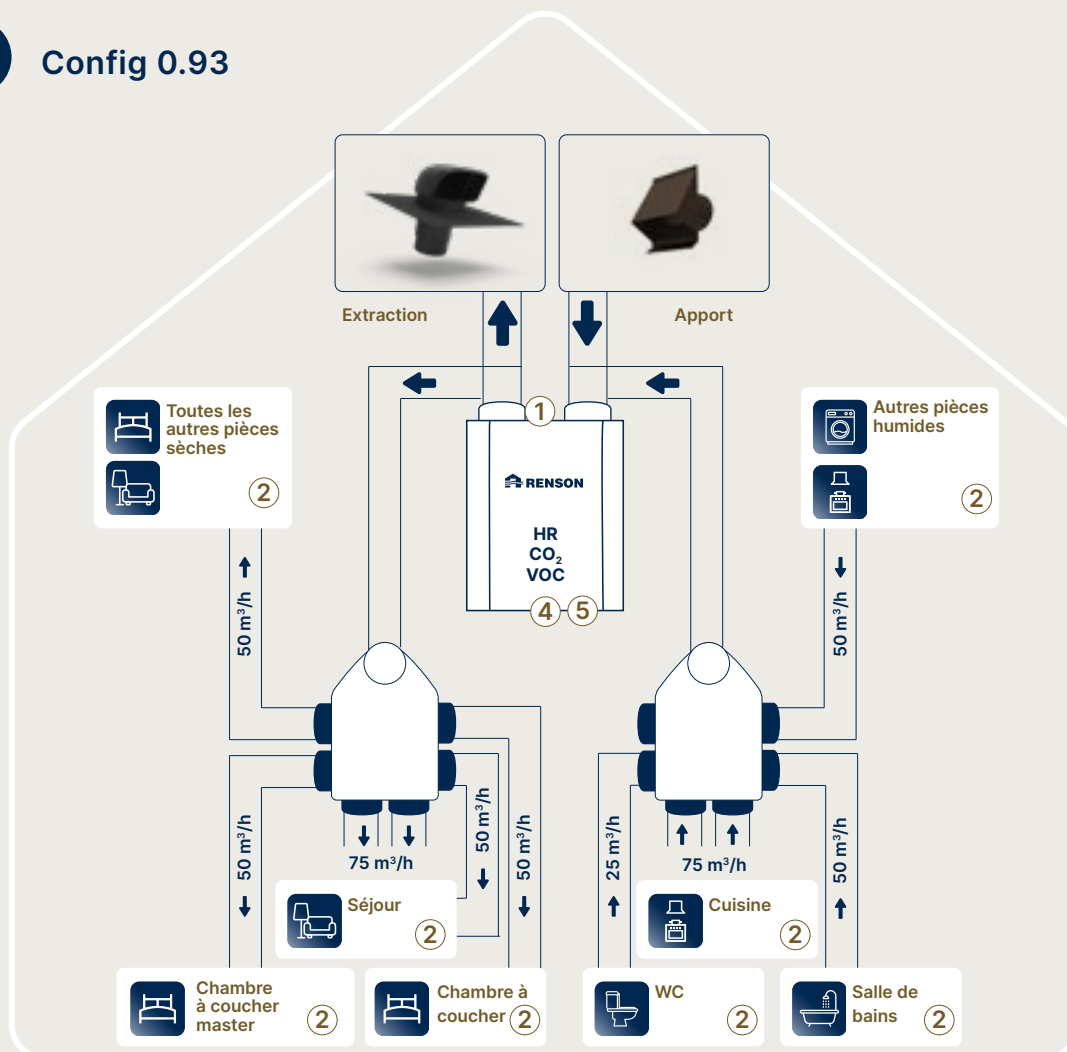 Config 0.93
Extraction
Apport
1
Toutes les
autres pièces
sèches
2
Autres pièces
humides
2
RENSON
HR
CO₂
VOC
4
5
50 m³/h
50 m³/h
50 m³/h
50 m³/h
50 m³/h
75 m³/h
25 m³/h
75 m³/h
50 m³/h
Séjour
2
Cuisine
2
Chambre
à coucher
master
2
Chambre à
coucher
2
WC
2
Salle de
bains
2